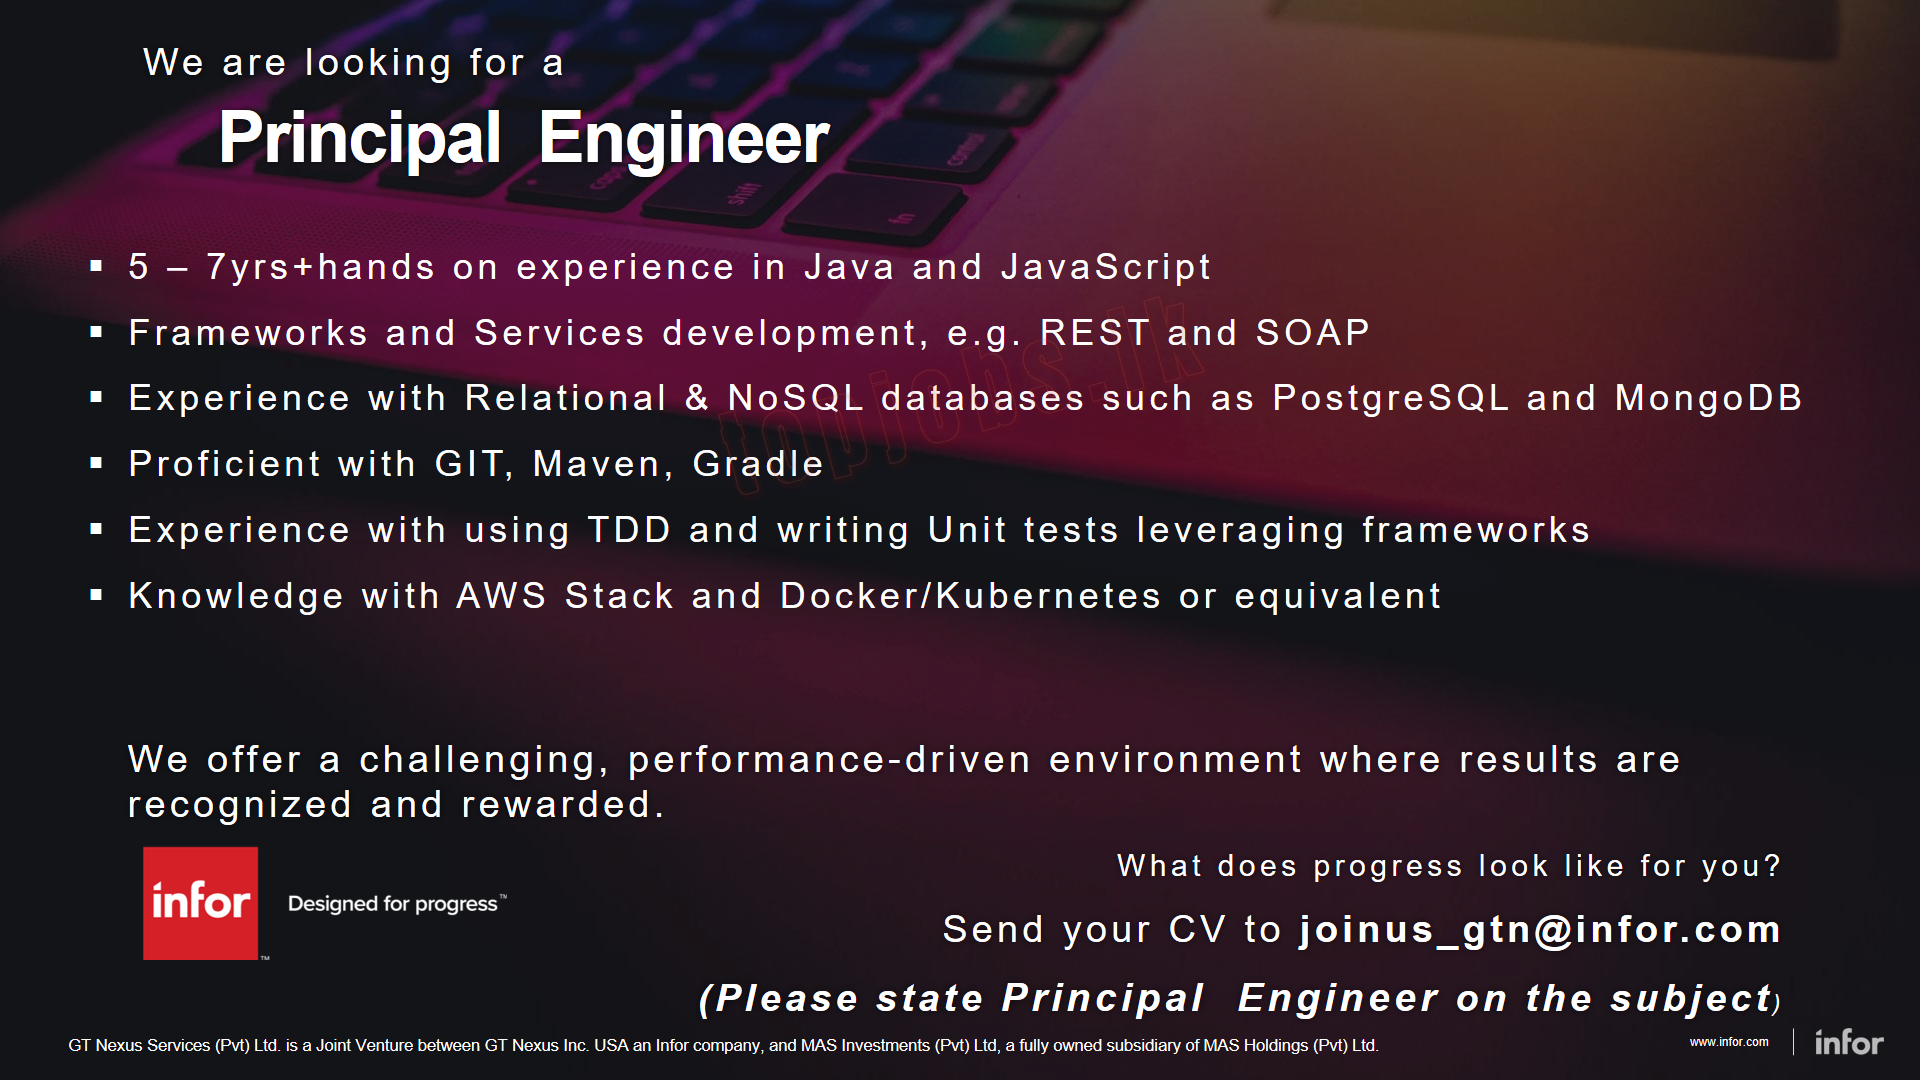 We are looking for a
Principal Engineer
▪ 5 – 7yrs+hands on experience in Java and JavaScript
▪ Frameworks and Services development, e.g. REST and SOAP
▪ Experience with Relational & NoSQL databases such as PostgreSQL and MongoDB
▪ Proficient with GIT, Maven, Gradle
▪ Experience with using TDD and writing Unit tests leveraging frameworks
▪ Knowledge with AWS Stack and Docker/Kubernetes or equivalent
topjobs.lk
We offer a challenging, performance-driven environment where results are
recognized and rewarded.
infor™
Designed for progress™
What does progress look like for you?
Send your CV to joinus_gtn@infor.com
(Please state Principal Engineer on the subject)
GT Nexus Services (Pvt) Ltd. is a Joint Venture between GT Nexus Inc. USA an Infor company, and MAS Investments (Pvt) Ltd, a fully owned subsidiary of MAS Holdings (Pvt) Ltd.
www.infor.com
infor
control
shift
fn